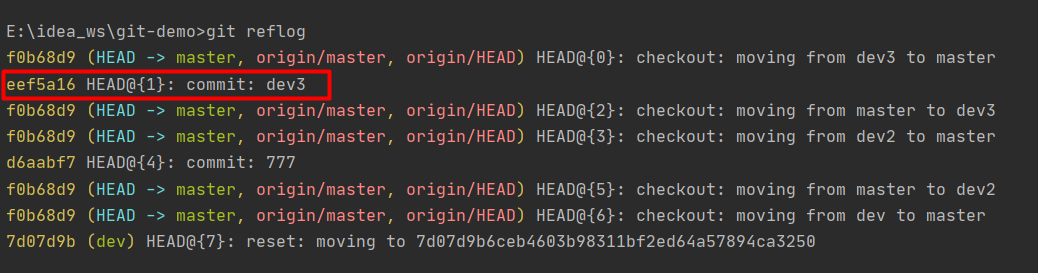 E:\idea_ws\git-demo>git reflog
f0b68d9 (HEAD -> master, origin/master, origin/HEAD) HEAD@{0}: checkout: moving from dev3 to master
eef5a16 HEAD@{1}: commit: dev3
f0b68d9 (HEAD -> master, origin/master, origin/HEAD) HEAD@{2}: checkout: moving from master to dev3
f0b68d9 (HEAD -> master, origin/master, origin/HEAD) HEAD@{3}: checkout: moving from dev2 to master
d6aabf7 HEAD@{4}: commit: 777
f0b68d9 (HEAD -> master, origin/master, origin/HEAD) HEAD@{5}: checkout: moving from master to dev2
f0b68d9 (HEAD -> master, origin/master, origin/HEAD) HEAD@{6}: checkout: moving from dev to master
7d07d9b (dev) HEAD@{7}: reset: moving to 7d07d9b6ceb4603b98311bf2ed64a57894ca3250